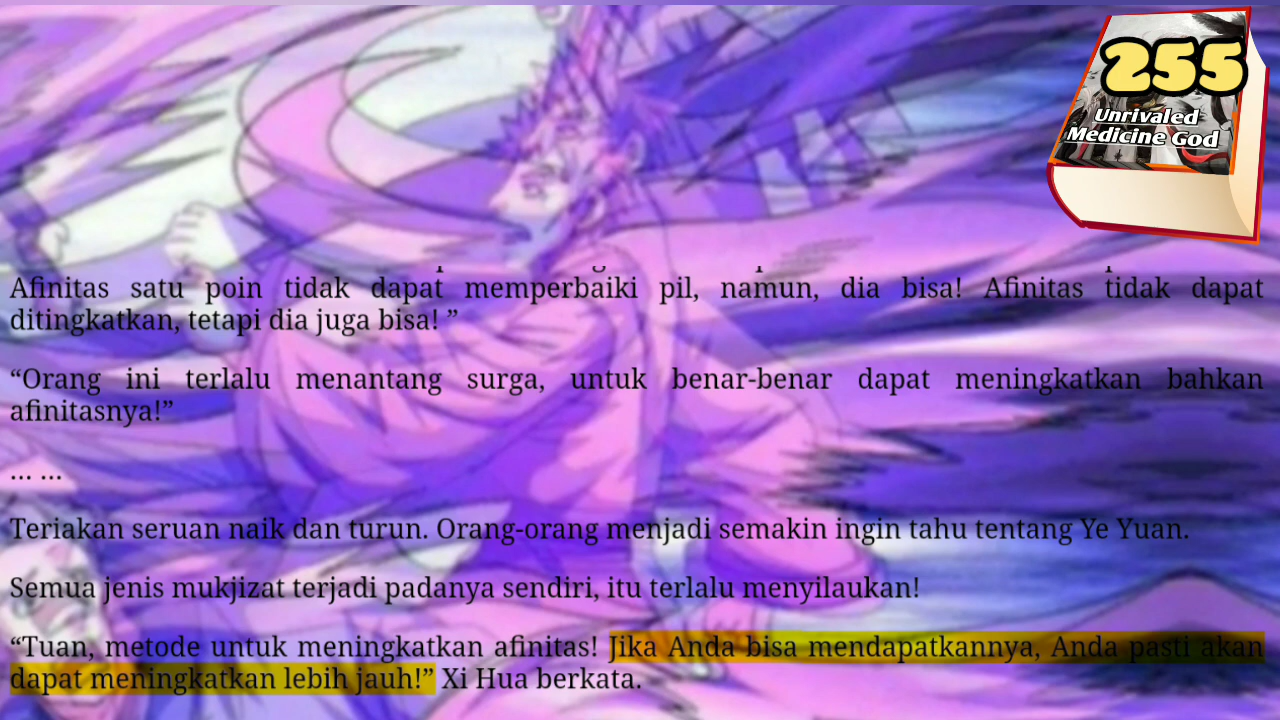 255
Unrivaled
Medicine God
Afinitas satu poin tidak dapat memperbaiki pil, namun, dia bisa! Afinitas tidak dapat
ditingkatkan, tetapi dia juga bisa! ”
“Orang ini terlalu menantang surga, untuk benar-benar dapat meningkatkan bahkan
afinitasnya!”
... ...
Teriakan seruan naik dan turun. Orang-orang menjadi semakin ingin tahu tentang Ye Yuan.
Semua jenis mukjizat terjadi padanya sendiri, itu terlalu menyilaukan!
“Tuan, metode untuk meningkatkan afinitas! Jika Anda bisa mendapatkannya, Anda pasti akan
dapat meningkatkan lebih jauh!” Xi Hua berkata.